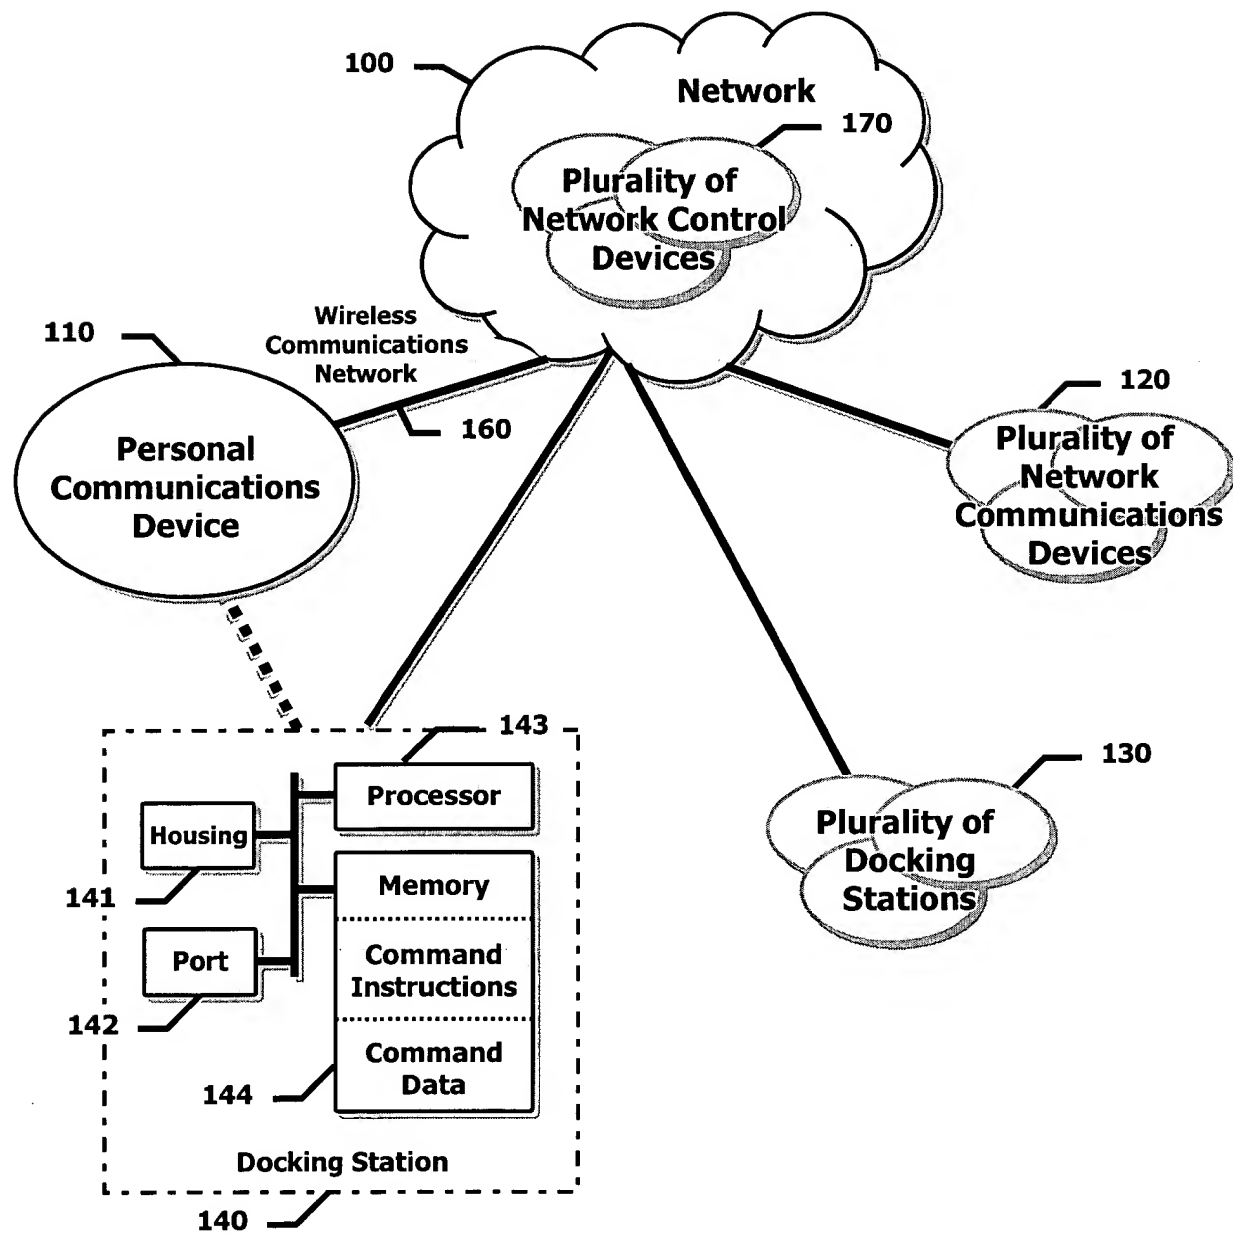 100
Network
170
Plurality of
Network Control
Devices
110
Wireless
Communications
Network
160
120
Personal
Communications
Device
Plurality of
Network
Communications
Devices
143
130
Processor
Housing
141
Memory
Port
142
Command
Instructions
Command
Data
144
Plurality of
Docking
Stations
Docking Station
140